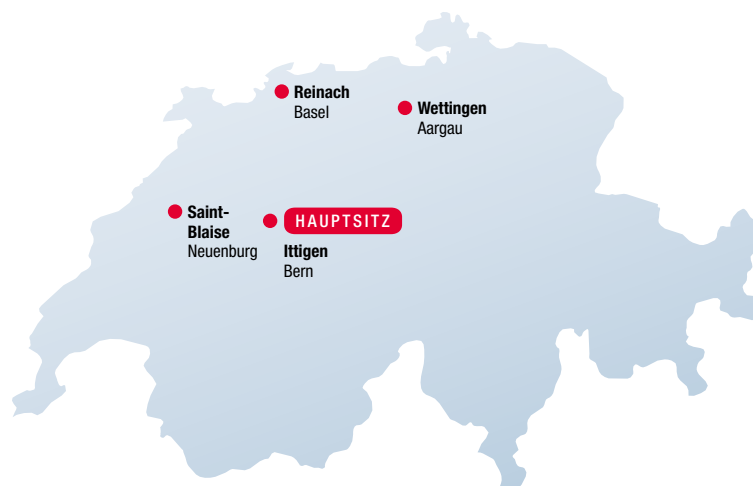 Reinach
Basel
Wettingen
Aargau
Saint-
Blaise
Neuenburg
HAUPTSITZ
Ittigen
Bern